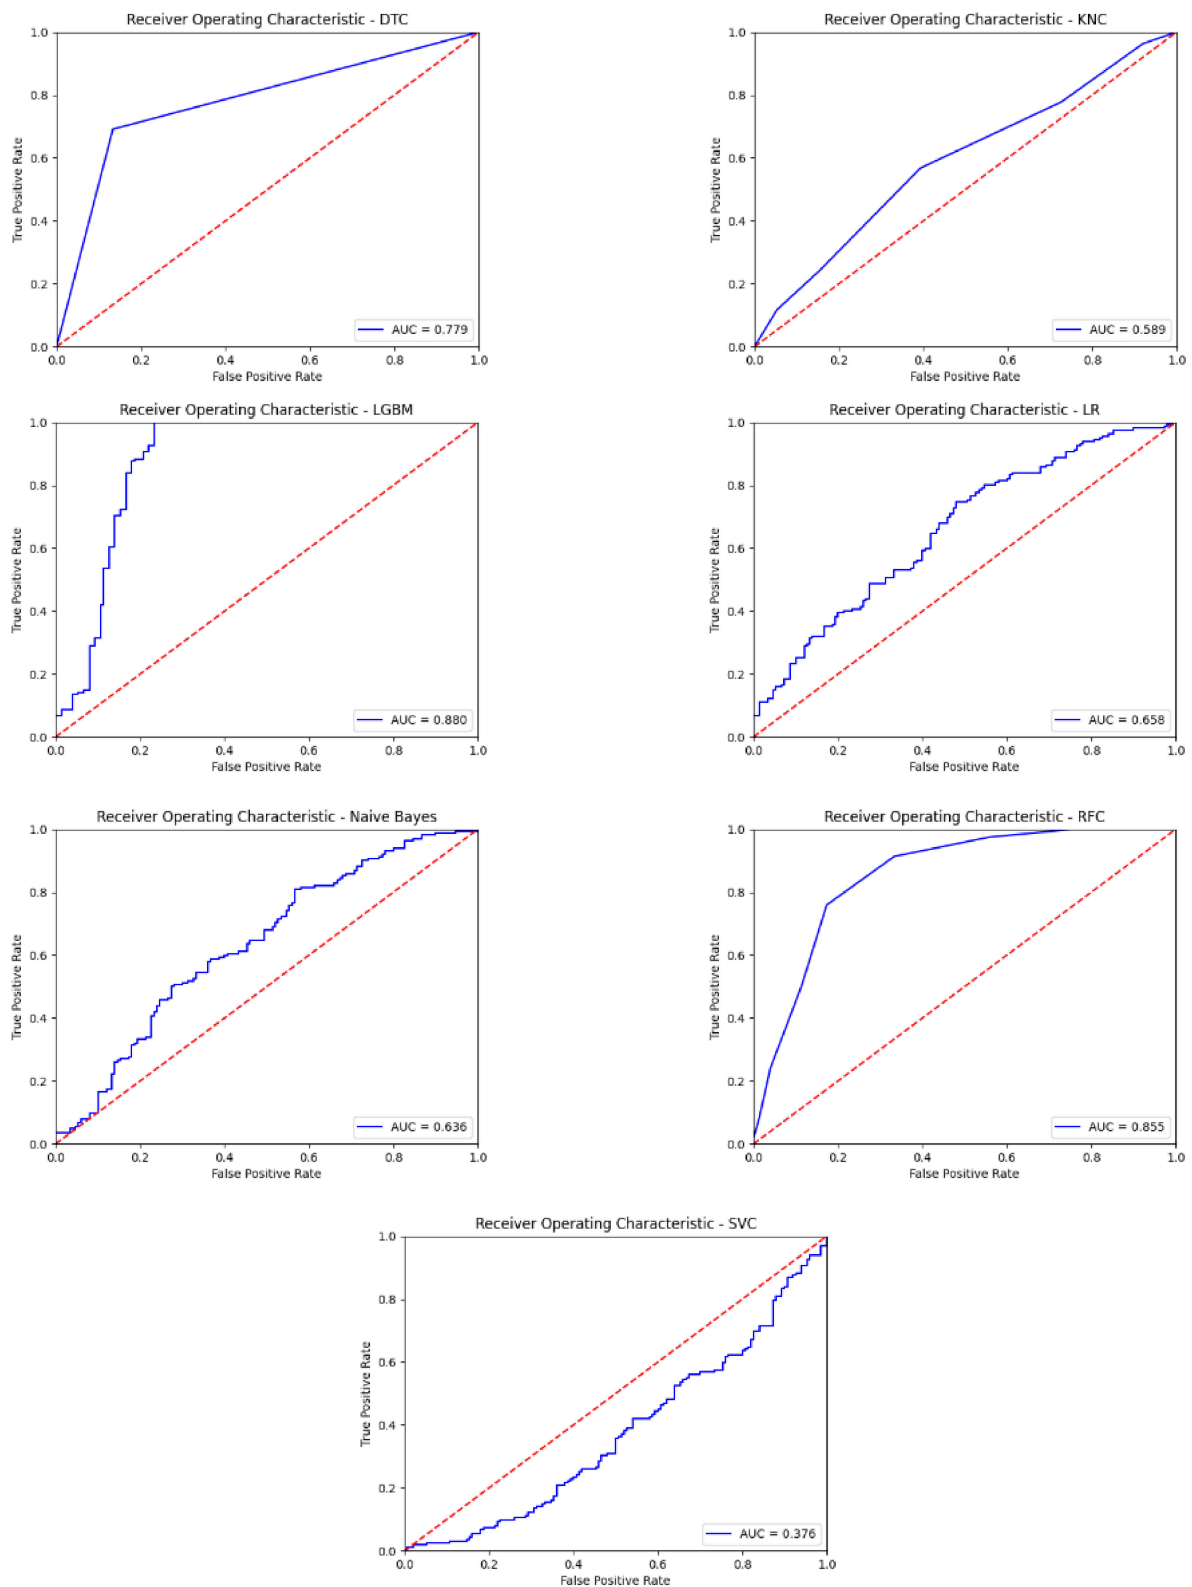 Receiver Operating Characteristic - DTC
1.0
0.8
0.6
0.4
0.2
0.0
True Positive Rate
AUC = 0.779
0.0 0.2 0.4 0.6 0.8 1.0
False Positive Rate
Receiver Operating Characteristic - KNC
1.0
0.8
0.6
0.4
0.2
0.0
True Positive Rate
AUC = 0.589
0.0 0.2 0.4 0.6 0.8 1.0
False Positive Rate
Receiver Operating Characteristic - LGBM
1.0
0.8
0.6
0.4
0.2
0.0
True Positive Rate
AUC = 0.880
0.0 0.2 0.4 0.6 0.8 1.0
False Positive Rate
Receiver Operating Characteristic - LR
1.0
0.8
0.6
0.4
0.2
0.0
True Positive Rate
AUC = 0.658
0.0 0.2 0.4 0.6 0.8 1.0
False Positive Rate
Receiver Operating Characteristic - Naive Bayes
1.0
0.8
0.6
0.4
0.2
0.0
True Positive Rate
AUC = 0.636
0.0 0.2 0.4 0.6 0.8 1.0
False Positive Rate
Receiver Operating Characteristic - RFC
1.0
0.8
0.6
0.4
0.2
0.0
True Positive Rate
AUC = 0.855
0.0 0.2 0.4 0.6 0.8 1.0
False Positive Rate
Receiver Operating Characteristic - SVC
1.0
0.8
0.6
0.4
0.2
0.0
True Positive Rate
AUC = 0.376
0.0 0.2 0.4 0.6 0.8 1.0
False Positive Rate